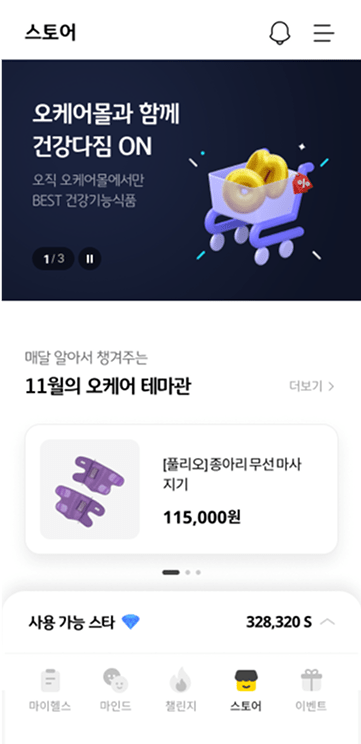 스토어
오케어몰과 함께
건강다짐 ON
오직 오케어몰에서만
BEST 건강기능식품
1/3
매달 알아서 챙겨주는
11월의 오케어 테마관
더보기
[풀리오]종아리 무선 마사
지기
115,000원
사용 가능 스타
328,320 S
마이헬스
마인드
챌린지
스토어
이벤트